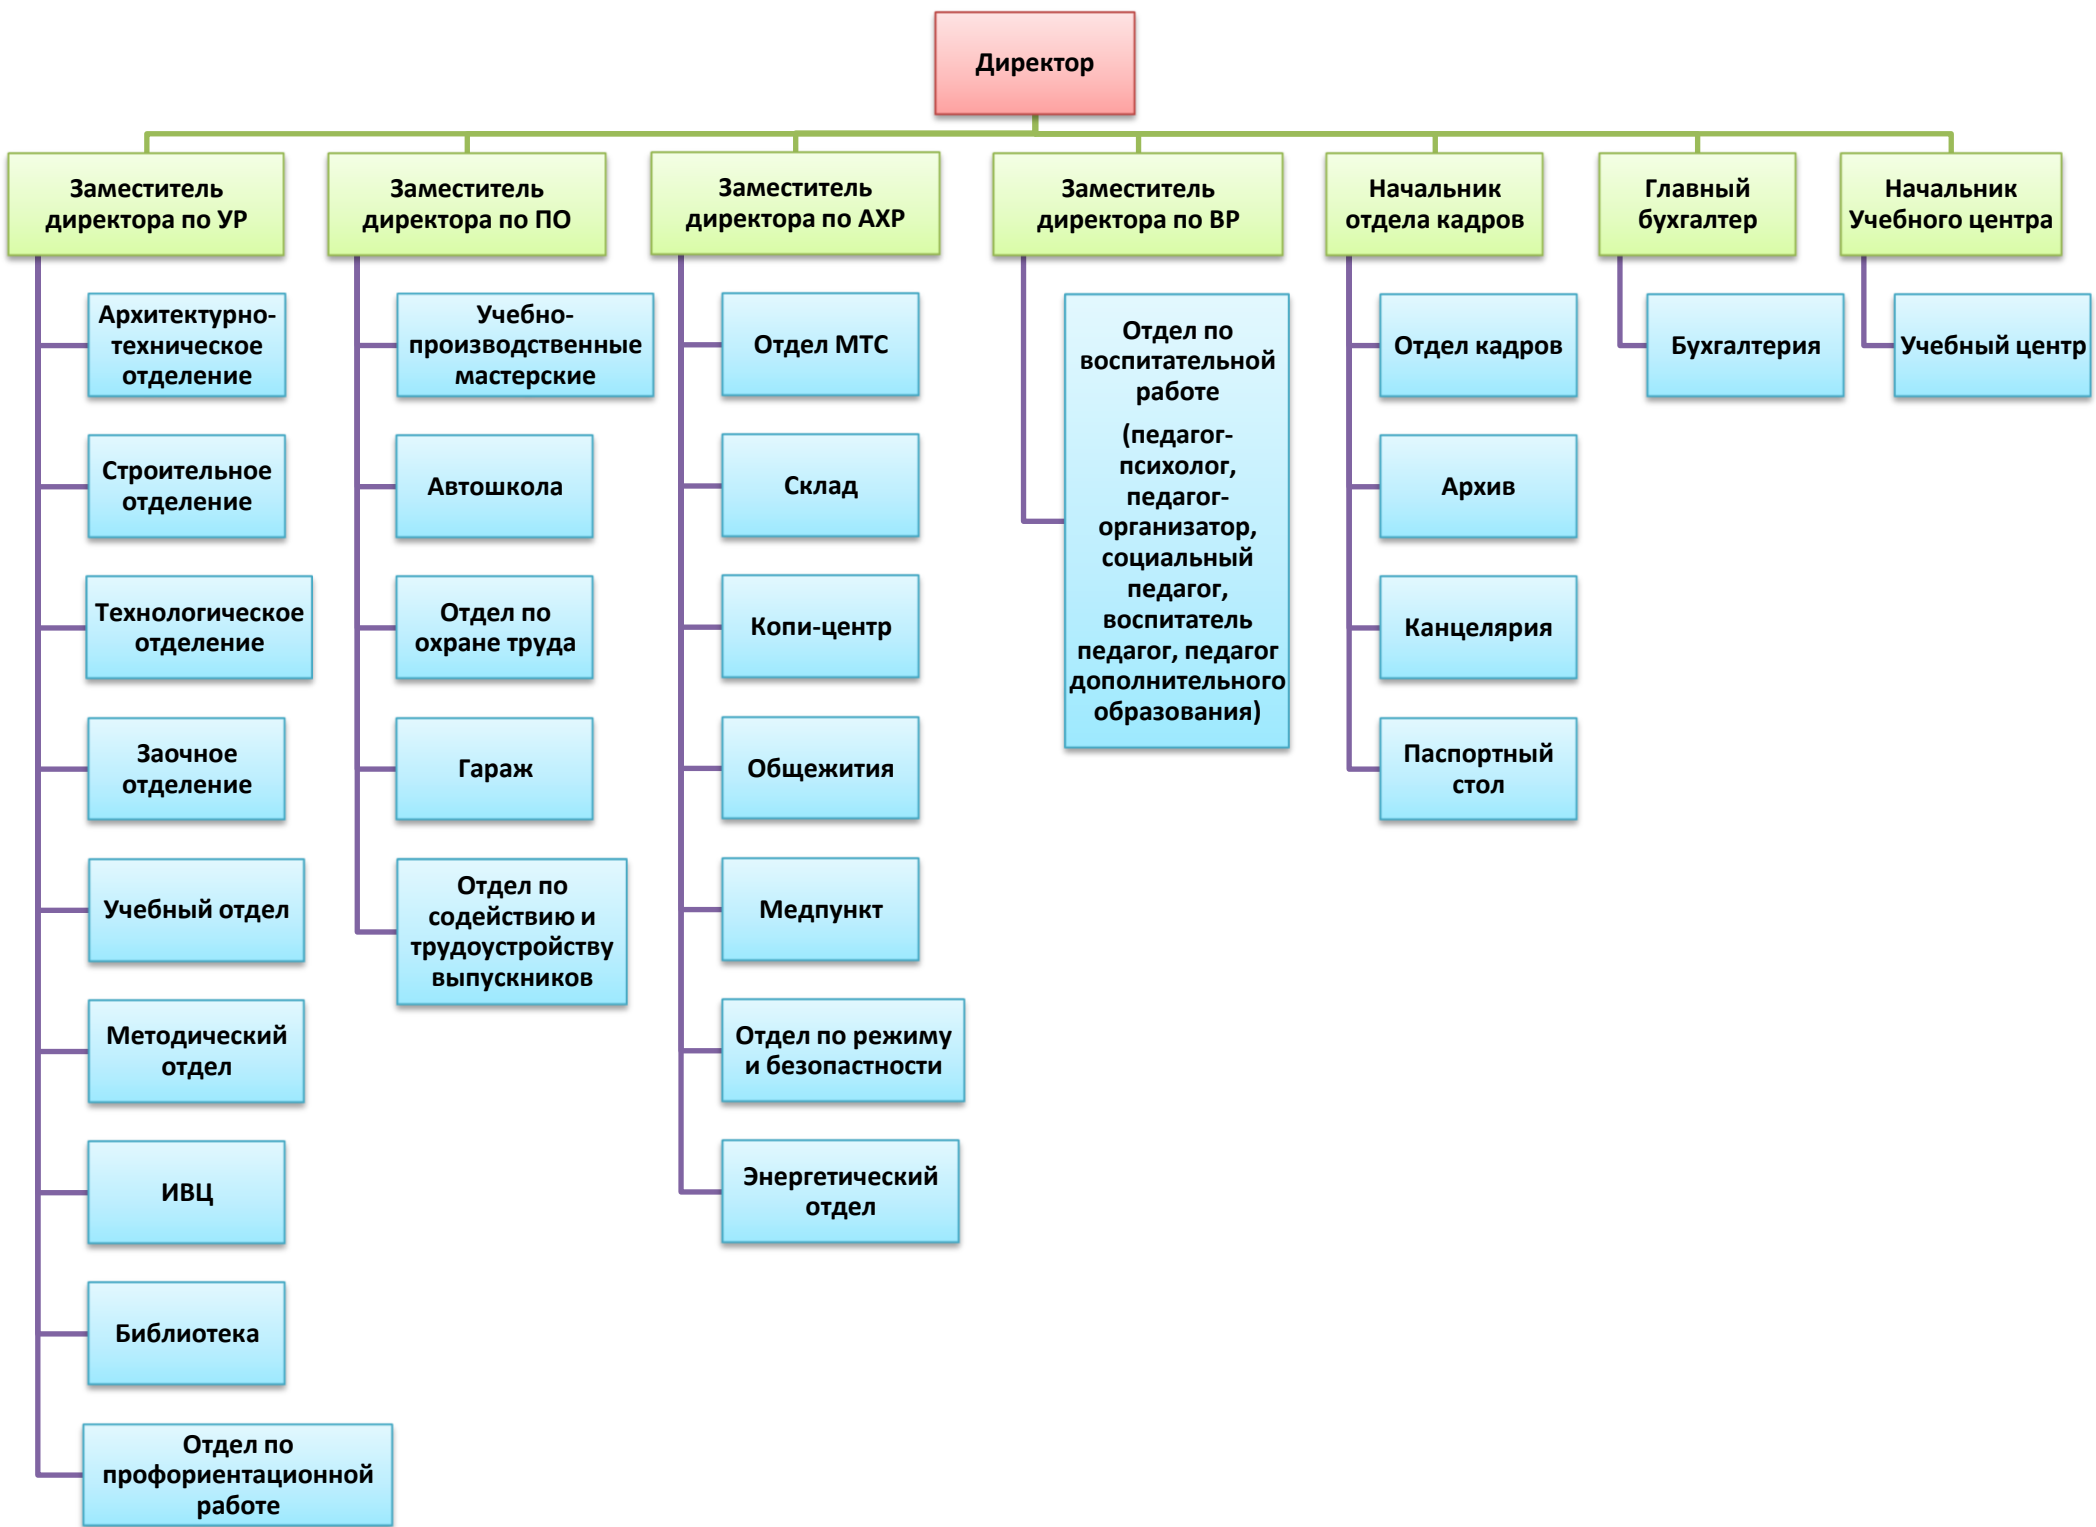 Директор
Заместитель
директора по УР
Заместитель
директора по ПО
Заместитель
директора по АХР
Заместитель
директора по ВР
Начальник
отдела кадров
Главный
бухгалтер
Начальник
Учебного центра
Архитектурно-
техническое
отделение
Строительное
отделение
Технологическое
отделение
Заочное
отделение
Учебный отдел
Методический
отдел
ИВЦ
Библиотека
Отдел по
профориентационной
работе
Учебно-
производственные
мастерские
Автошкола
Отдел по
охране труда
Гараж
Отдел по
содействию и
трудоустройству
выпускников
Отдел МТС
Склад
Копи-центр
Общежития
Медпункт
Отдел по режиму
и безопастности
Энергетический
отдел
Отдел по
воспитательной
работе
(педагог-
психолог,
педагог-
организатор,
социальный
педагог,
воспитатель
педагог, педагог
дополнительного
образования)
Отдел кадров
Архив
Канцелярия
Паспортный
стол
Бухгалтерия
Учебный центр